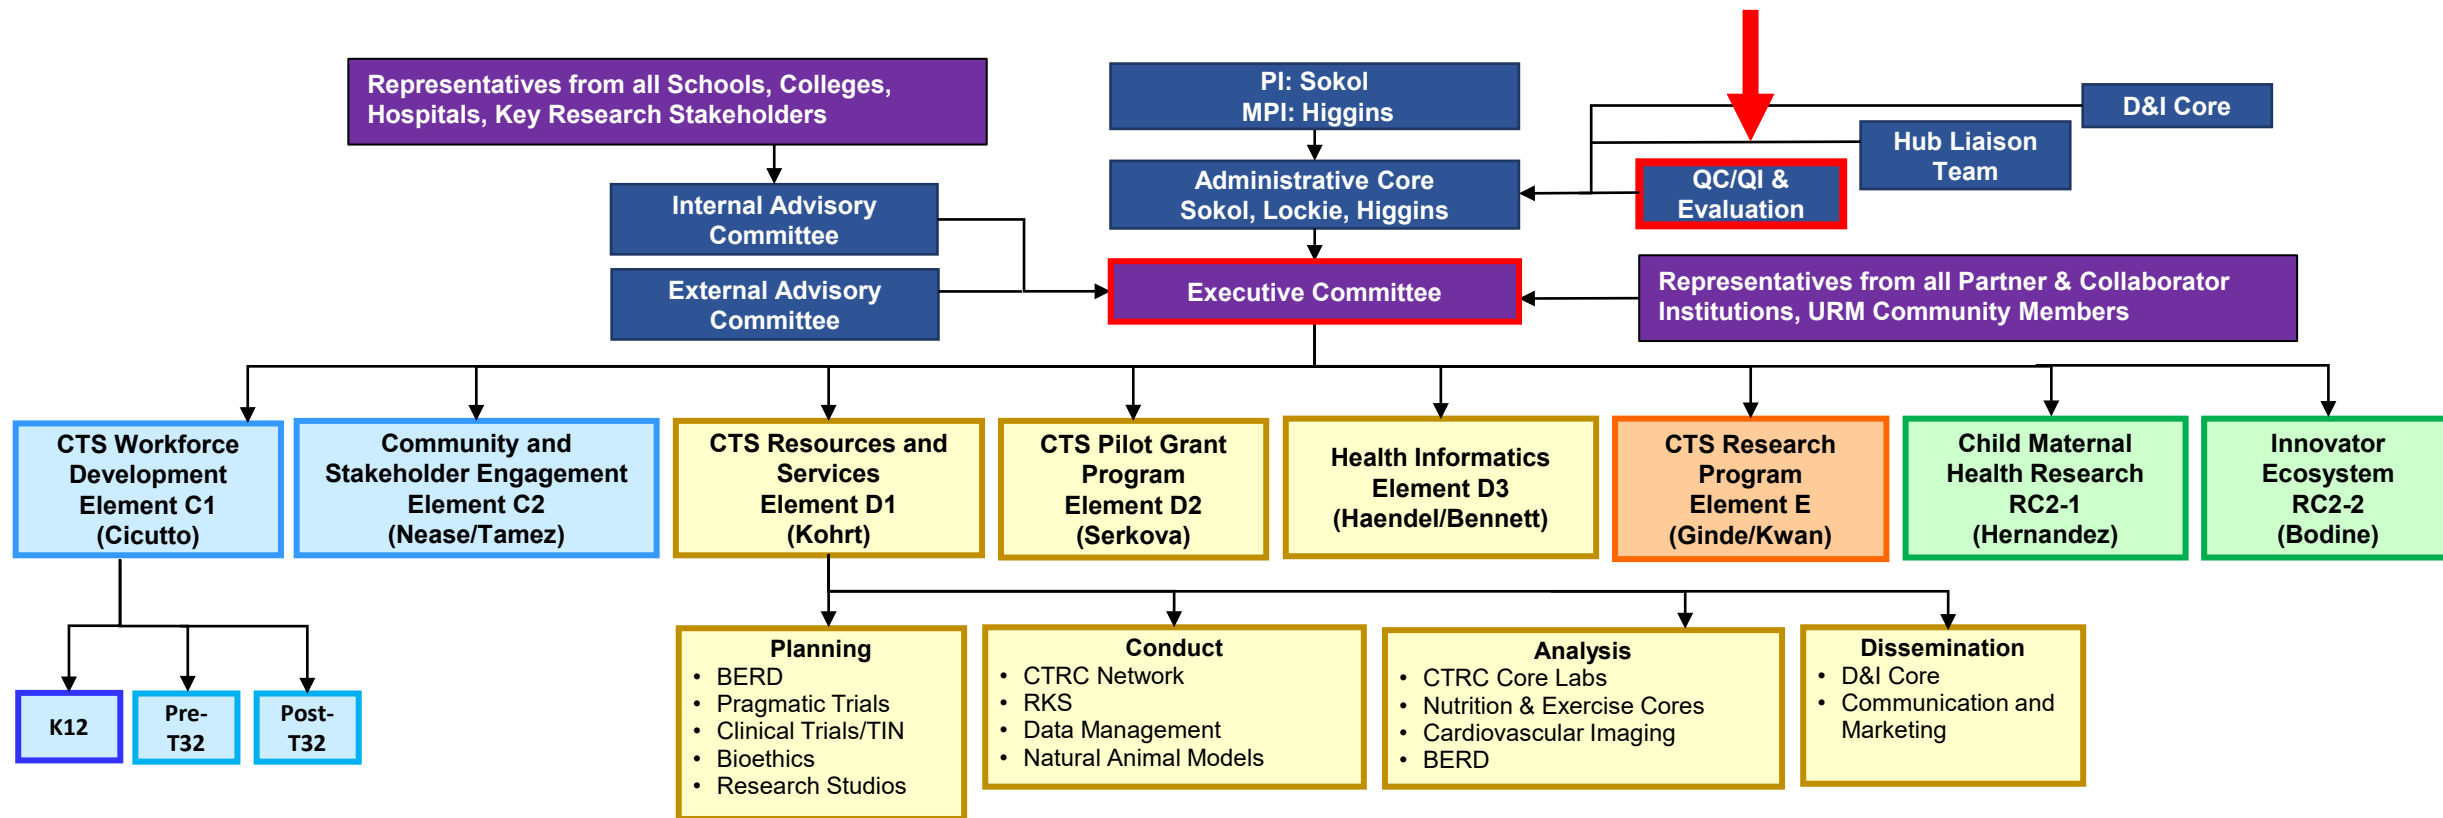 Representatives from all Schools, Colleges,
Hospitals, Key Research Stakeholders
PI: Sokol
MPI: Higgins
D&I Core
Hub Liaison
Team
Internal Advisory
Committee
Administrative Core
Sokol, Lockie, Higgins
QC/QI &
Evaluation
External Advisory
Committee
Executive Committee
Representatives from all Partner & Collaborator
Institutions, URM Community Members
CTS Workforce
Development
Element C1
(Cicutto)
Community and
Stakeholder Engagement
Element C2
(Nease/Tamez)
CTS Resources and
Services
Element D1
(Kohrt)
CTS Pilot Grant
Program
Element D2
(Serkova)
Health Informatics
Element D3
(Haendel/Bennett)
CTS Research
Program
Element E
(Ginde/Kwan)
Child Maternal
Health Research
RC2-1
(Hernandez)
Innovator
Ecosystem
RC2-2
(Bodine)
K12
Pre-
T32
Post-
T32
Planning
• BERD
• Pragmatic Trials
• Clinical Trials/TIN
• Bioethics
• Research Studios
Conduct
• CTRC Network
• RKS
• Data Management
• Natural Animal Models
Analysis
• CTRC Core Labs
• Nutrition & Exercise Cores
• Cardiovascular Imaging
• BERD
Dissemination
• D&I Core
• Communication and
Marketing